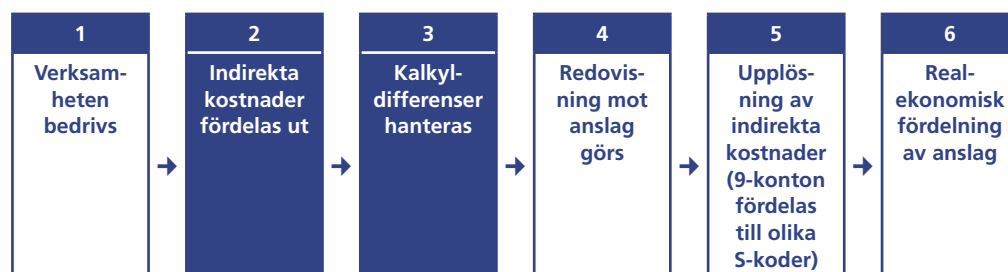 1
Verksam-
heten
bedrivs
2
Indirekta
kostnader
fördelas ut
3
Kalkyl-
differenser
hanteras
4
Redovis-
ning mot
anslag
görs
5
Upplös-
ning av
indirekta
kostnader
(9-konton
fördelas
till olika
S-koder)
6
Real-
ekonomisk
fördelning
av anslag